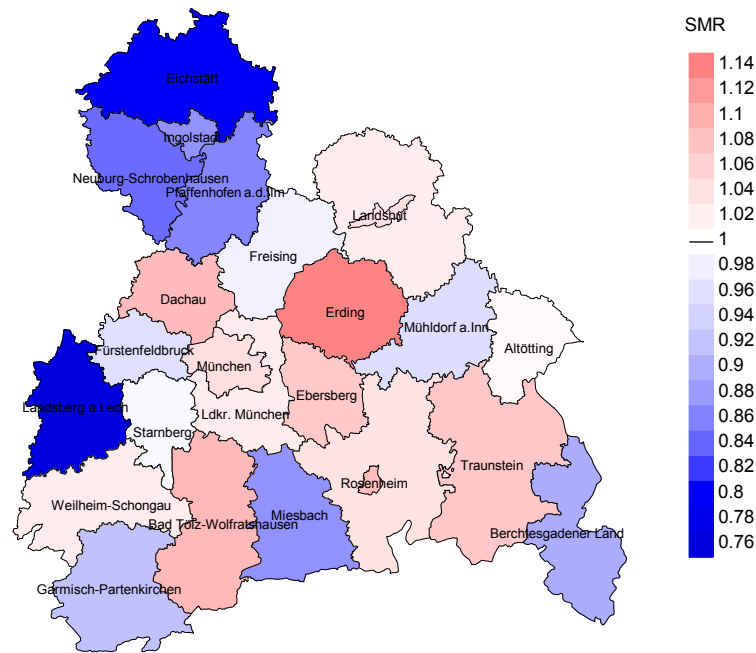 SMR
1.14
1.12
1.1
1.08
1.06
1.04
1.02
1
0.98
0.96
0.94
0.92
0.9
0.88
0.86
0.84
0.82
0.8
0.78
0.76
Eichstätt
Ingolstadt
Neuburg-Schrobenhausen
Pfaffenhofen a.d.Ilm
Landshut
Freising
Dachau
Erding
Mühldorf a.Inn
Fürstenfeldbruck
München
Altötting
Ebersberg
Landsberg a.Lech
Ldkr. München
Starnberg
Traunstein
Rosenheim
Weilheim-Schongau
Miesbach
Bad Tölz-Wolfratshausen
Berchtesgadener Land
Garmisch-Partenkirchen